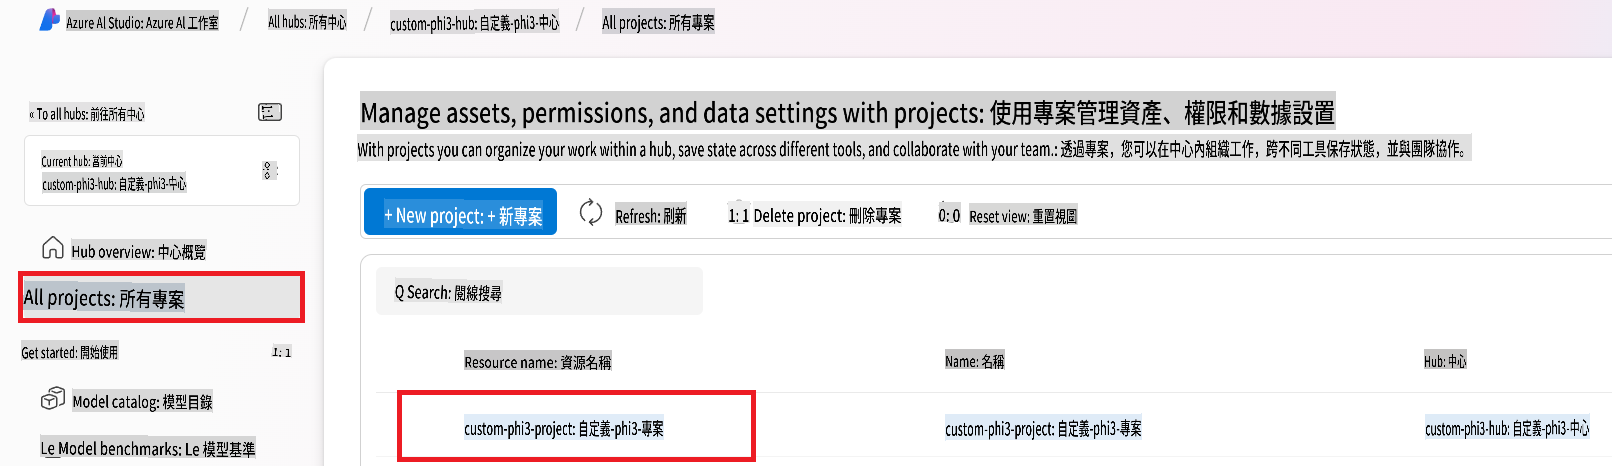 Azure AI Studio: Azure AI 工作室 / All hubs: 所有中心 / custom-phi3-hub: 自定義-phi3-中心 / All projects: 所有專案
« To all hubs: 前往所有中心
Current hub: 當前中心
custom-phi3-hub: 自定義-phi3-中心
8
Hub overview: 中心概覽
All projects: 所有專案
Get started: 開始使用 1: 1
Model catalog: 模型目錄
Le Model benchmarks: Le 模型基準
Manage assets, permissions, and data settings with projects: 使用專案管理資產、權限和數據設置
With projects you can organize your work within a hub, save state across different tools, and collaborate with your team.: 透過專案，您可以在中心內組織工作，跨不同工具保存狀態，並與團隊協作。
+ New project: + 新專案 Refresh: 刷新 1: 1 Delete project: 刪除專案 0: 0 Reset view: 重置視圖
Q Search: 閱線搜尋
Resource name: 資源名稱 Name: 名稱 Hub: 中心
custom-phi3-project: 自定義-phi3-專案 custom-phi3-project: 自定義-phi3-專案 custom-phi3-hub: 自定義-phi3-中心